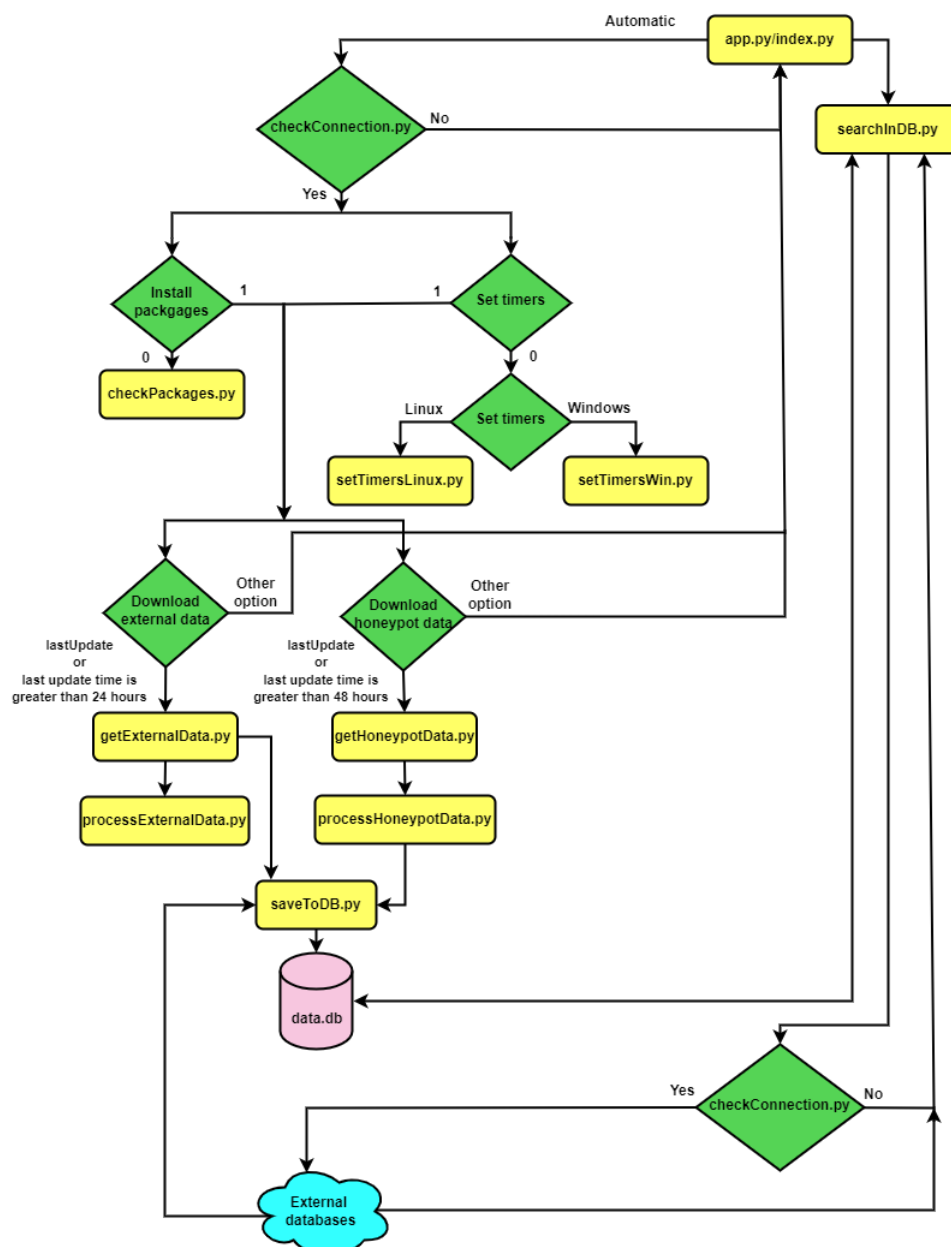 Automatic
app.py/index.py
checkConnection.py
No
searchInDB.py
Yes
Install
packgages
1
1
Set timers
0
0
checkPackages.py
Linux
Set timers
Windows
setTimersLinux.py
setTimersWin.py
Download
external data
Other
option
Download
honeypot data
Other
option
lastUpdate
or
last update time is
greater than 24 hours
lastUpdate
or
last update time is
greater than 48 hours
getExternalData.py
getHoneypotData.py
processExternalData.py
processHoneypotData.py
saveToDB.py
data.db
Yes
checkConnection.py
No
External
databases